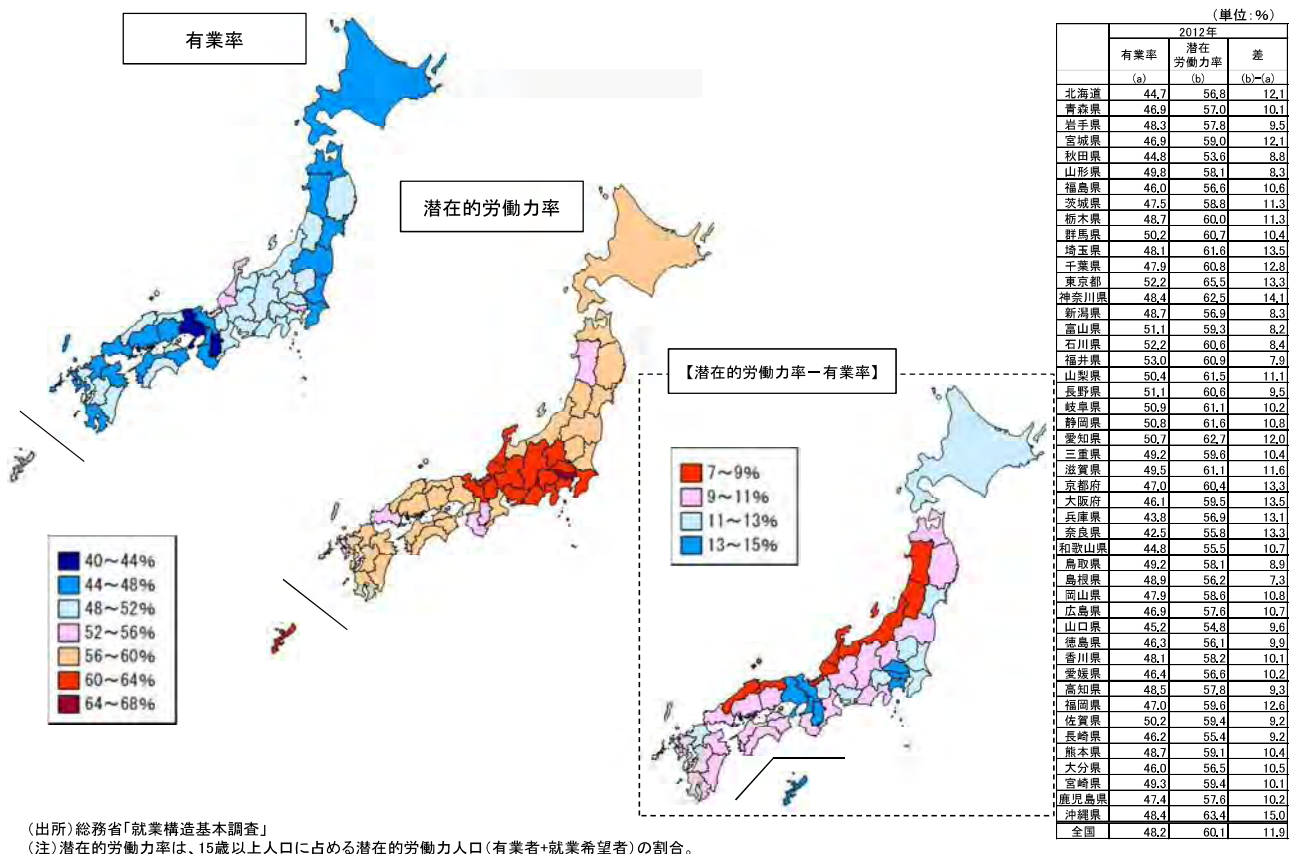 有業率
潜在的労働力率
【潜在的労働力率－有業率】
40～44%
44～48%
48～52%
52～56%
56～60%
60～64%
64～68%
7～9%
9～11%
11～13%
13～15%
(単位:%)
2012年
有業率 潜在労働力率 差
(a) (b) (b)-(a)
北海道 44.7 56.8 12.1
青森県 46.9 57.0 10.1
岩手県 48.3 57.8 9.5
宮城県 46.9 59.0 12.1
秋田県 44.8 53.6 8.8
山形県 49.8 58.1 8.3
福島県 46.0 56.6 10.6
茨城県 47.5 58.8 11.3
栃木県 48.7 60.0 11.3
群馬県 50.2 60.7 10.4
埼玉県 48.1 61.6 13.5
千葉県 47.9 60.8 12.8
東京都 52.2 65.5 13.3
神奈川県 48.4 62.5 14.1
新潟県 48.7 56.9 8.3
富山県 51.1 59.3 8.2
石川県 52.2 60.6 8.4
福井県 53.0 60.9 7.9
山梨県 50.4 61.5 11.1
長野県 51.1 60.6 9.5
岐阜県 50.9 61.1 10.2
静岡県 50.8 61.6 10.8
愛知県 50.7 62.7 12.0
三重県 49.2 59.6 10.4
滋賀県 49.5 61.1 11.6
京都府 47.0 60.4 13.3
大阪府 46.1 59.5 13.5
兵庫県 43.8 56.9 13.1
奈良県 42.5 55.8 13.3
和歌山県 44.8 55.5 10.7
鳥取県 49.2 58.1 8.9
島根県 48.9 56.2 7.3
岡山県 47.9 58.6 10.8
広島県 46.9 57.6 10.7
山口県 45.2 54.8 9.6
徳島県 46.3 56.1 9.9
香川県 48.1 58.2 10.1
愛媛県 46.4 56.6 10.2
高知県 48.5 57.8 9.3
福岡県 47.0 59.6 12.6
佐賀県 50.2 59.4 9.2
長崎県 46.2 55.4 9.2
熊本県 48.7 59.1 10.4
大分県 46.0 56.5 10.5
宮崎県 49.3 59.4 10.1
鹿児島県 47.4 57.6 10.2
沖縄県 48.4 63.4 15.0
全国 48.2 60.1 11.9
(出所)総務省「就業構造基本調査」
(注)潜在的労働力率は、15歳以上人口に占める潜在的労働力人口(有業者+就業希望者)の割合。